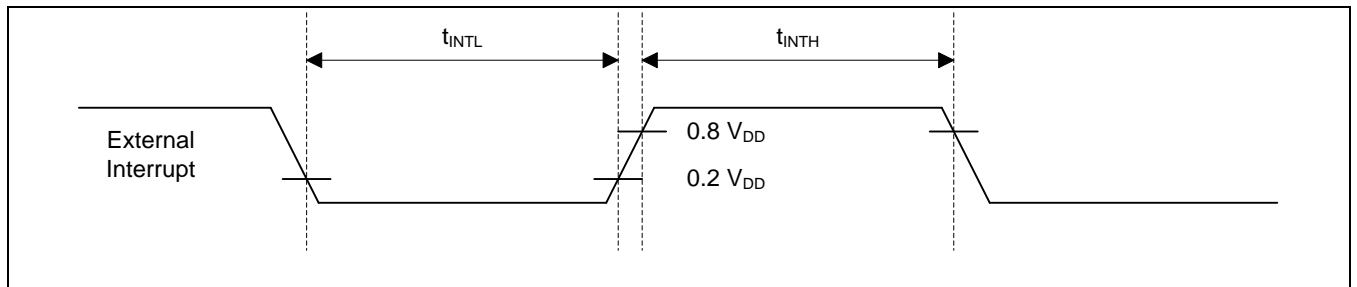 tINTL
tINTH
External
Interrupt
0.8 VDD
0.2 VDD